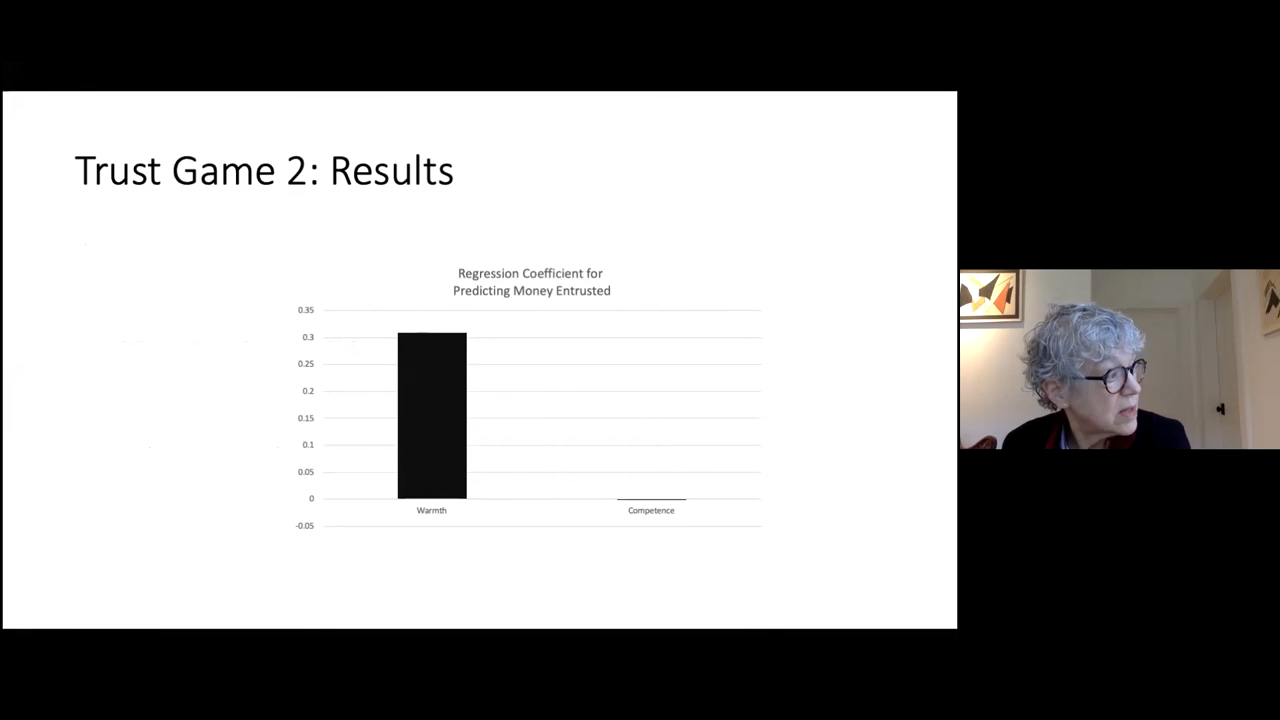 Trust Game 2: Results
Regression Coefficient for
Predicting Money Entrusted
0.35
0.3
0.25
0.2
0.15
0.1
0.05
0
-0.05
Warmth
Competence